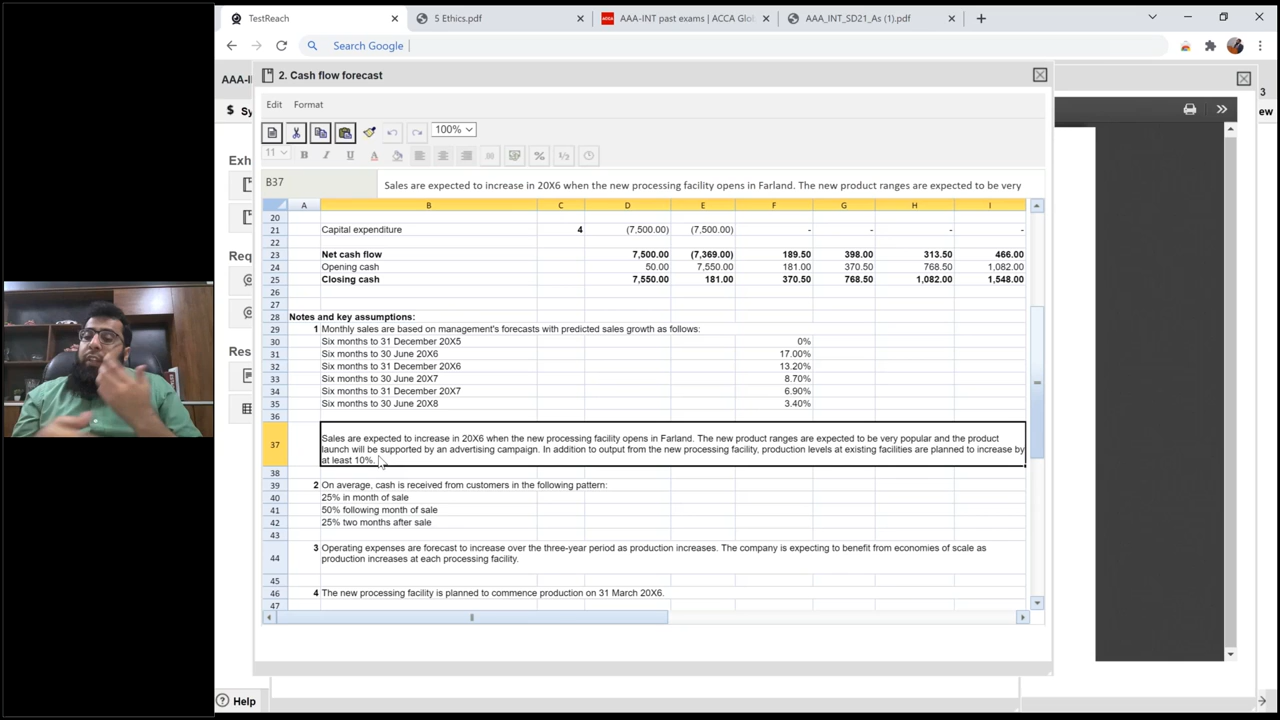 TestReach
5 Ethics.pdf
AAA-INT past exams | ACCA Glo
AAA_INT_SD21_As (1).pdf
Search Google
AAA-I
2. Cash flow forecast
3
Edit Format
$ Sy
ew
100%
11
B I U A
Exh
B37
Sales are expected to increase in 20X6 when the new processing facility opens in Farland. The new product ranges are expected to be very
A B C D E F G H I
20
21 Capital expenditure 4 (7,500.00) (7,500.00) - - - -
22
23 Net cash flow 7,500.00 (7,369.00) 189.50 398.00 313.50 466.00
24 Opening cash 50.00 7,550.00 181.00 370.50 768.50 1,082.00
25 Closing cash 7,550.00 181.00 370.50 768.50 1,082.00 1,548.00
26
27
28 Notes and key assumptions:
29 1 Monthly sales are based on management's forecasts with predicted sales growth as follows:
30 Six months to 31 December 20X5 0%
31 Six months to 30 June 20X6 17.00%
32 Six months to 31 December 20X6 13.20%
33 Six months to 30 June 20X7 8.70%
34 Six months to 31 December 20X7 6.90%
35 Six months to 30 June 20X8 3.40%
36
37 Sales are expected to increase in 20X6 when the new processing facility opens in Farland. The new product ranges are expected to be very popular and the product
launch will be supported by an advertising campaign. In addition to output from the new processing facility, production levels at existing facilities are planned to increase by
at least 10%.
38
39 2 On average, cash is received from customers in the following pattern:
40 25% in month of sale
41 50% following month of sale
42 25% two months after sale
43
44 3 Operating expenses are forecast to increase over the three-year period as production increases. The company is expecting to benefit from economies of scale as
production increases at each processing facility.
45
46 4 The new processing facility is planned to commence production on 31 March 20X6.
47
Req
Res
Help